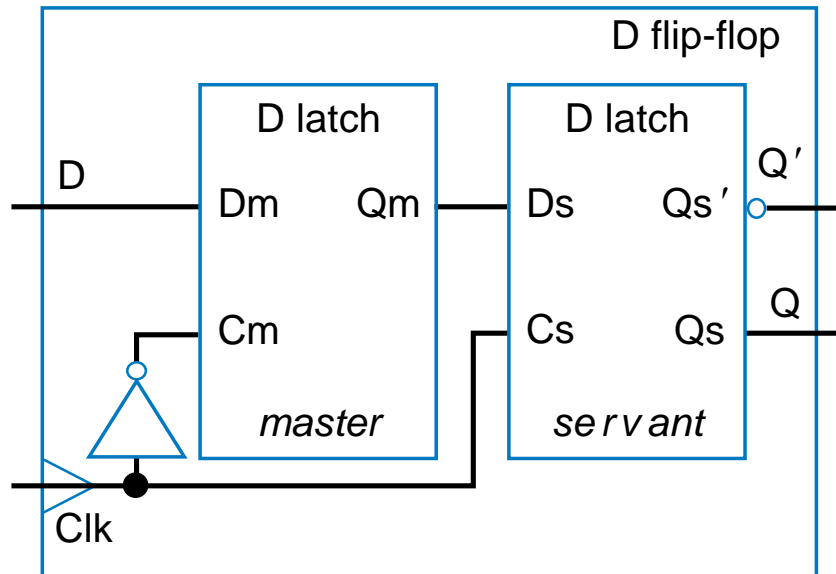 D flip-flop
D latch
D latch
D
Q′
Dm
Qm
Ds
Qs′
Q
Cm
Cs
Qs
master
servant
Clk